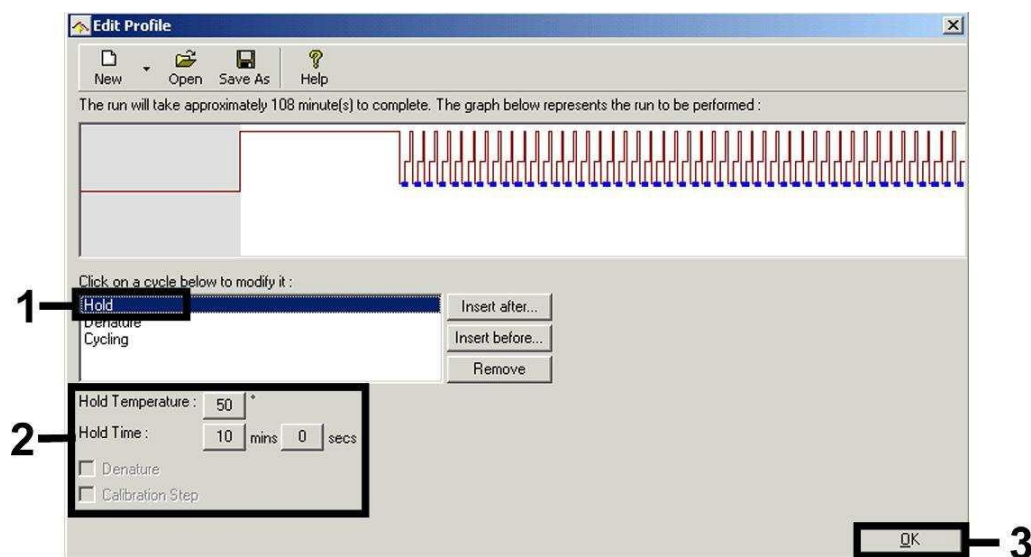 Edit Profile
New Open Save As Help
The run will take approximately 108 minute(s) to complete. The graph below represents the run to be performed :
Click on a cycle below to modify it :
1
Hold
Denature
Cycling
Insert after...
Insert before...
Remove
2
Hold Temperature : 50 °
Hold Time : 10 mins 0 secs
Denature
Calibration Step
OK
3